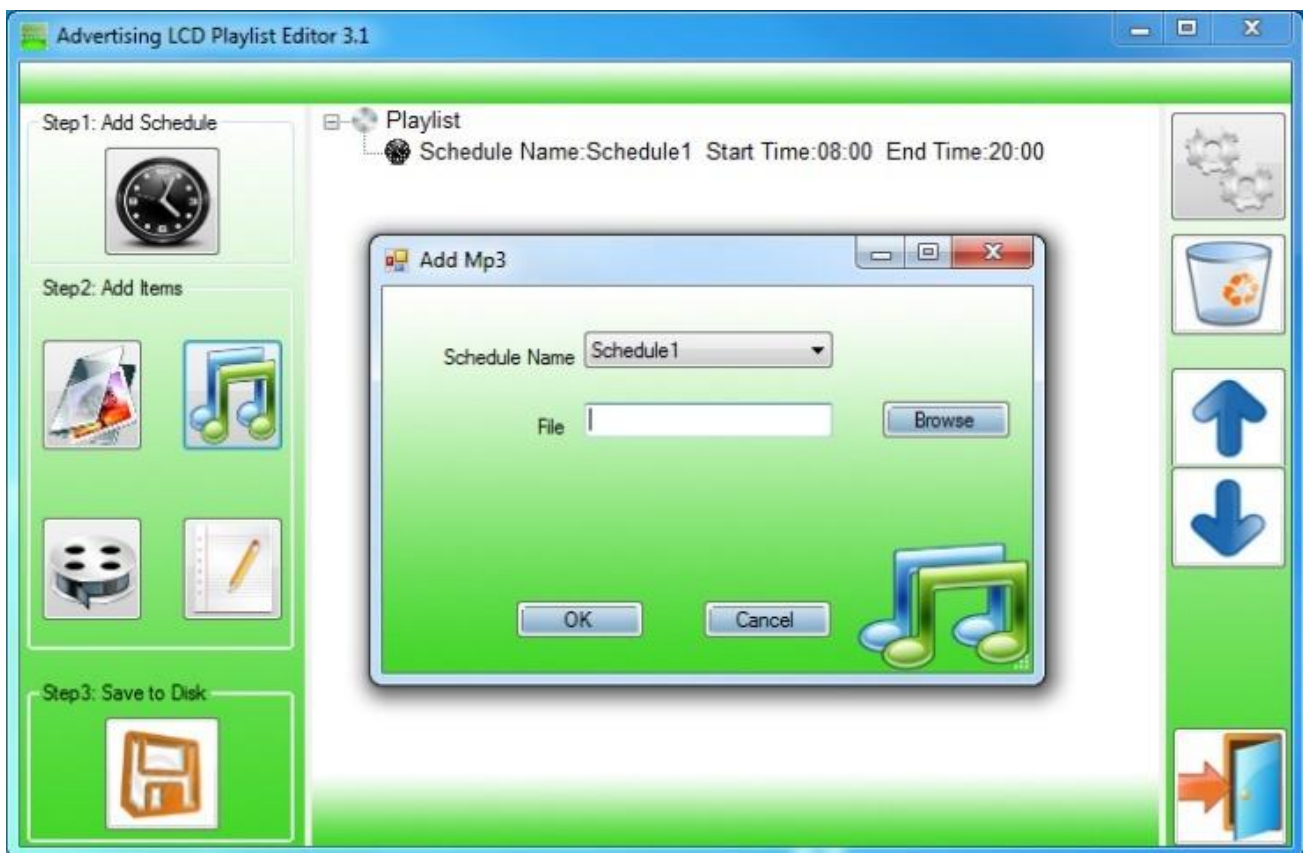 Advertising LCD Playlist Editor 3.1
Step1: Add Schedule
Playlist
Schedule Name:Schedule1 Start Time:08:00 End Time:20:00
Step2: Add Items
Add Mp3
Schedule Name Schedule1
File Browse
OK Cancel
Step3: Save to Disk